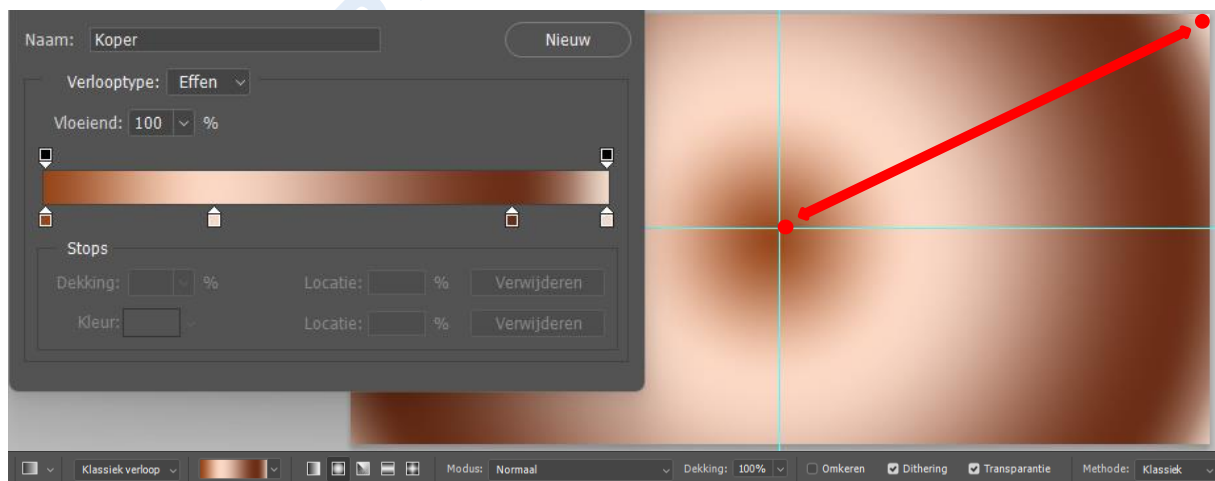 Naam: Koper Nieuw
Verlooptype: Effen
Vloeiend: 100 %
Stops
Dekking: % Locatie: % Verwijderen
Kleur: Locatie: % Verwijderen
Klassiek verloop Modus: Normaal Dekking: 100% Omkeren Dithering Transparantie Methode: Klassiek